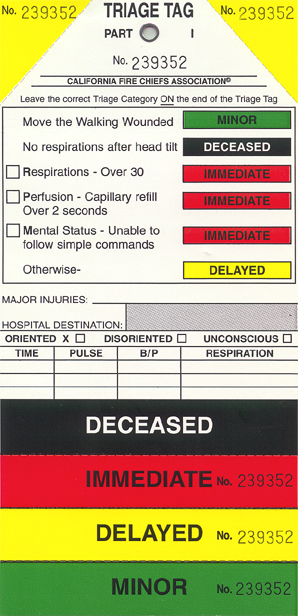 No. 239352
TRIAGE TAG
No. 239352
PART I
No. 239352
CALIFORNIA FIRE CHIEFS ASSOCIATION®
Leave the correct Triage Category ON the end of the Triage Tag
Move the Walking Wounded MINOR
No respirations after head tilt DECEASED
Respirations - Over 30 IMMEDIATE
Perfusion - Capillary refill IMMEDIATE
Over 2 seconds
Mental Status - Unable to IMMEDIATE
follow simple commands
Otherwise- DELAYED
MAJOR INJURIES:
HOSPITAL DESTINATION:
ORIENTED X DISORIENTED UNCONSCIOUS
TIME PULSE B/P RESPIRATION
DECEASED
IMMEDIATE No. 239352
DELAYED No. 239352
MINOR No. 239352